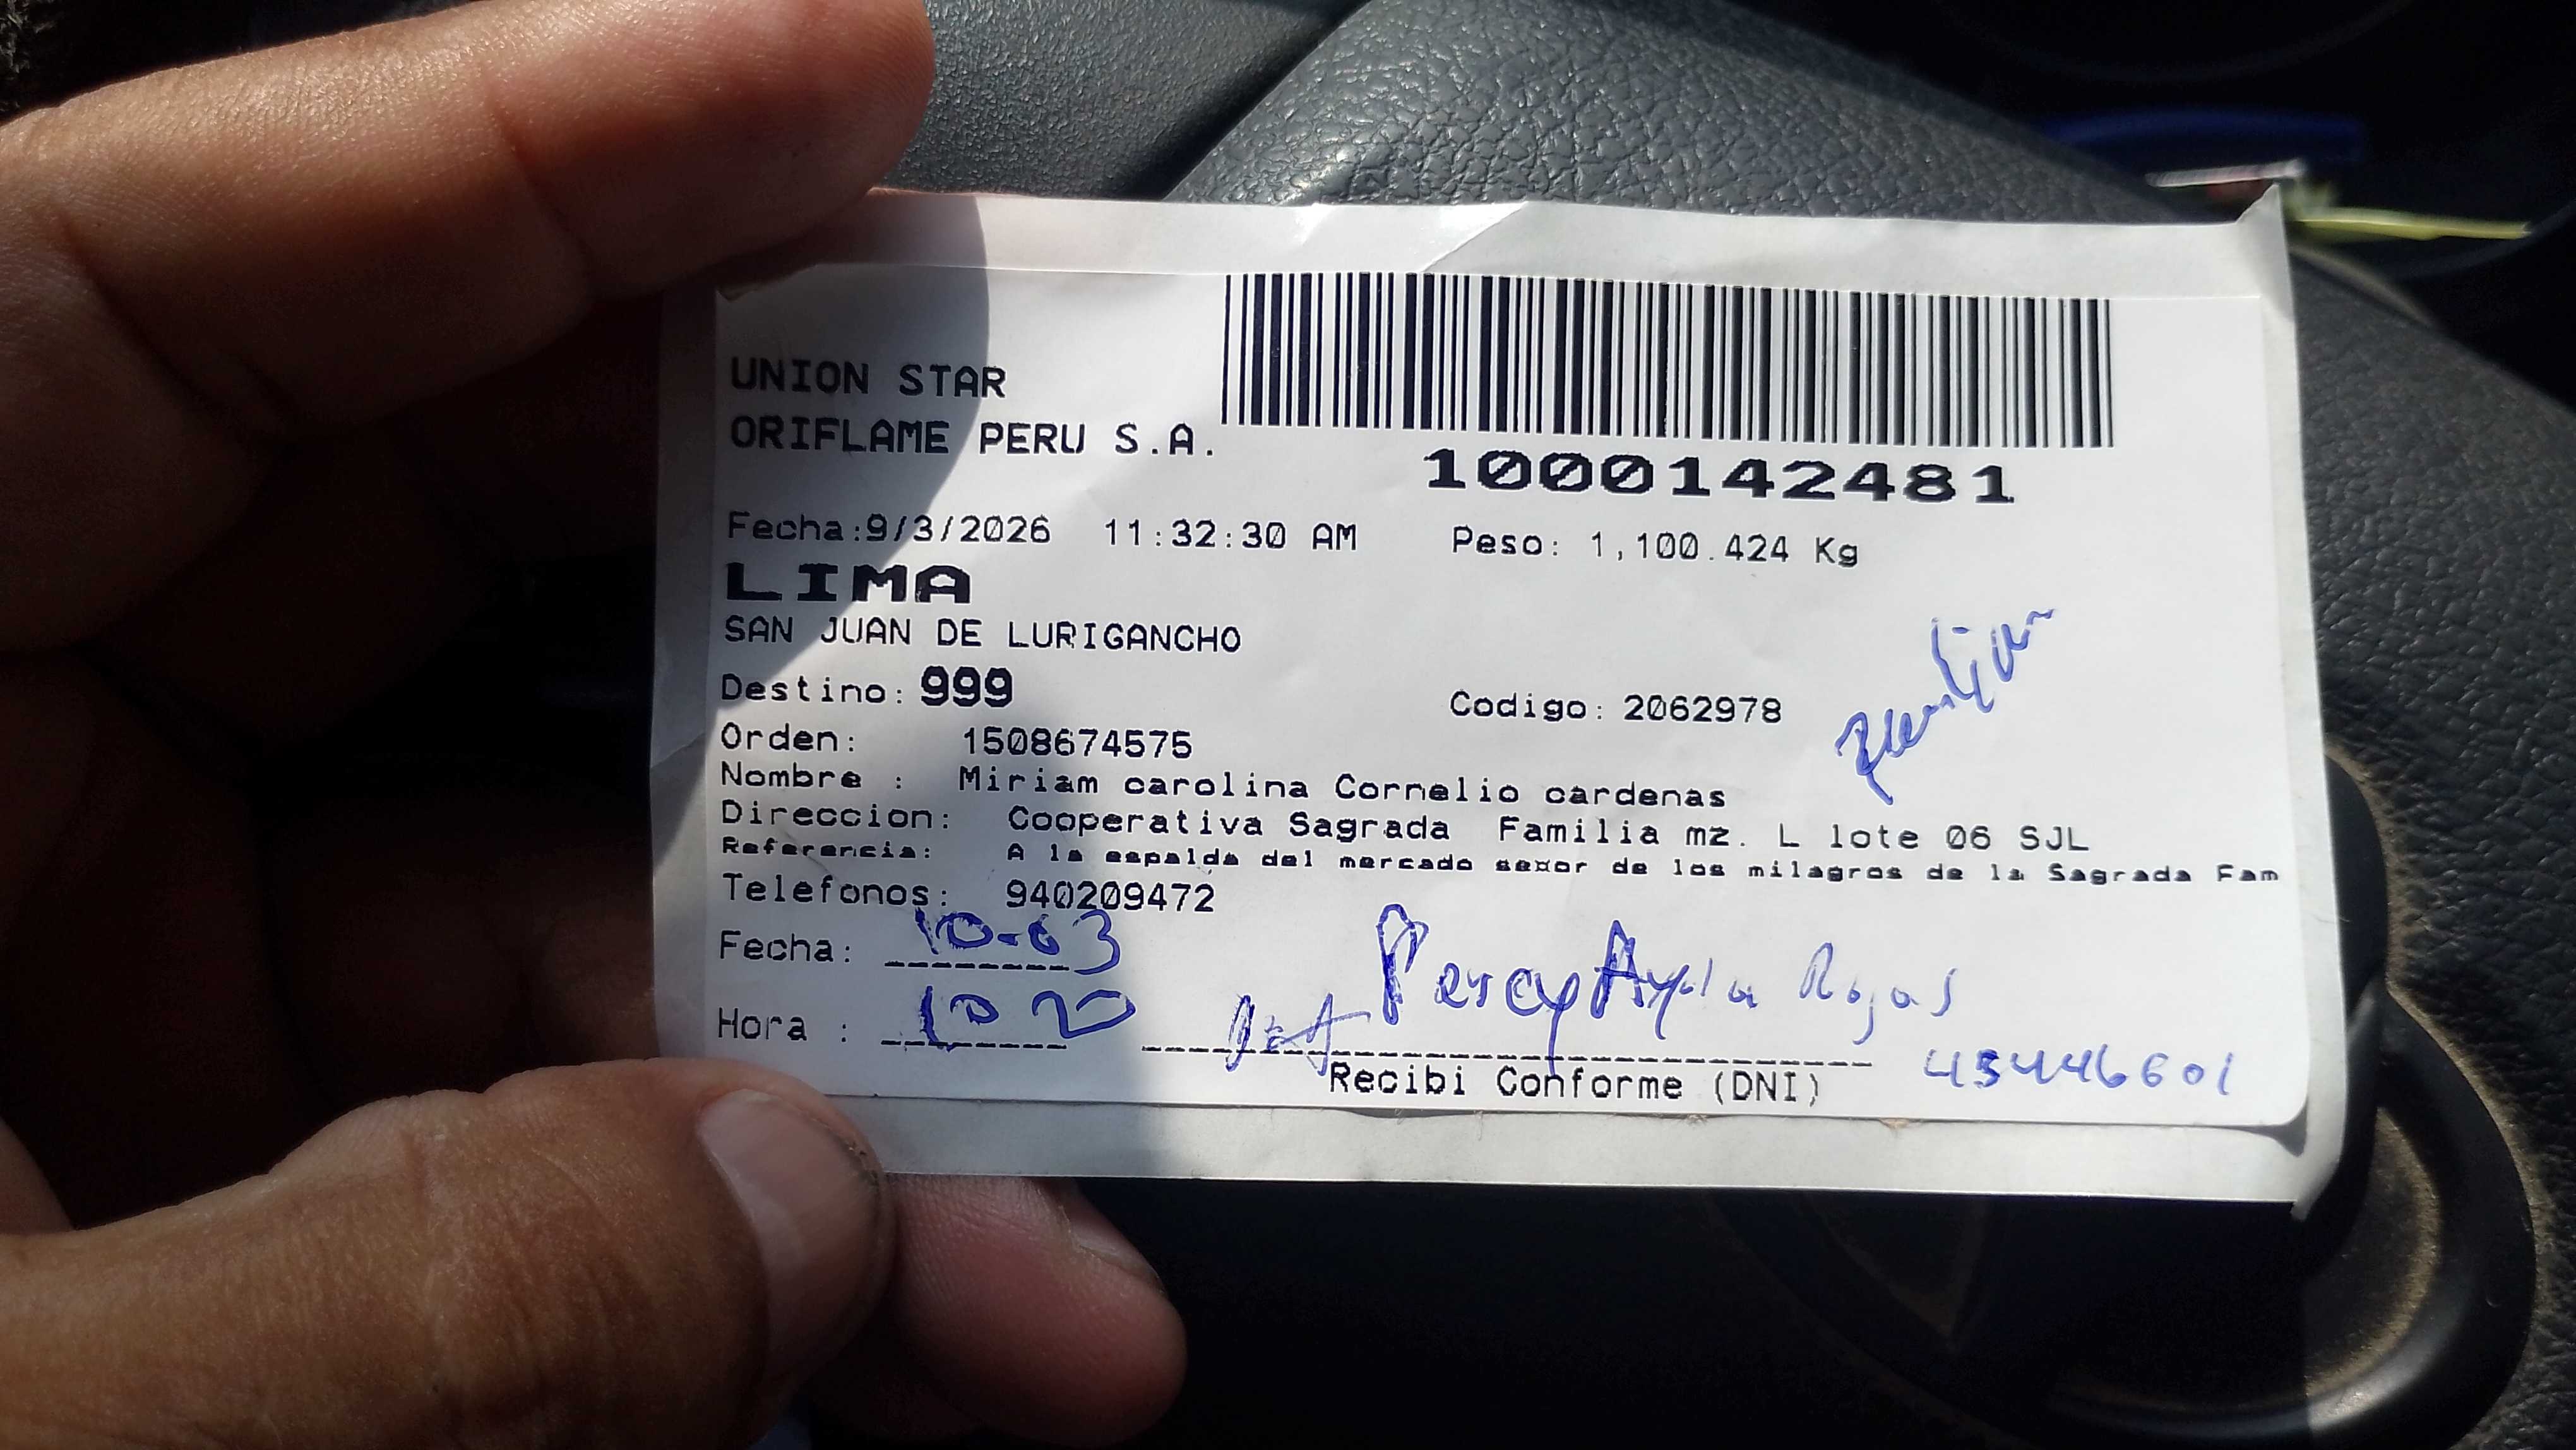 UNION STAR
ORIFLAME PERU S.A.
1000142481
Fecha:9/3/2026 11:32:30 AM Peso: 1,100.424 Kg
LIMA
SAN JUAN DE LURIGANCHO
Destino: 999 Codigo: 2062978
Orden: 1508674575
Nombre : Miriam carolina Cornelio cardenas
Direccion: Cooperativa Sagrada Familia mz. L lote 06 SJL
Referencia: A la espalda del mercado señor de los milagros de la Sagrada Fam
Telefonos: 940209472
Fecha: 10-03
Hora : 10 20
Percy Ayala Rojas
45446601
Recibi Conforme (DNI)